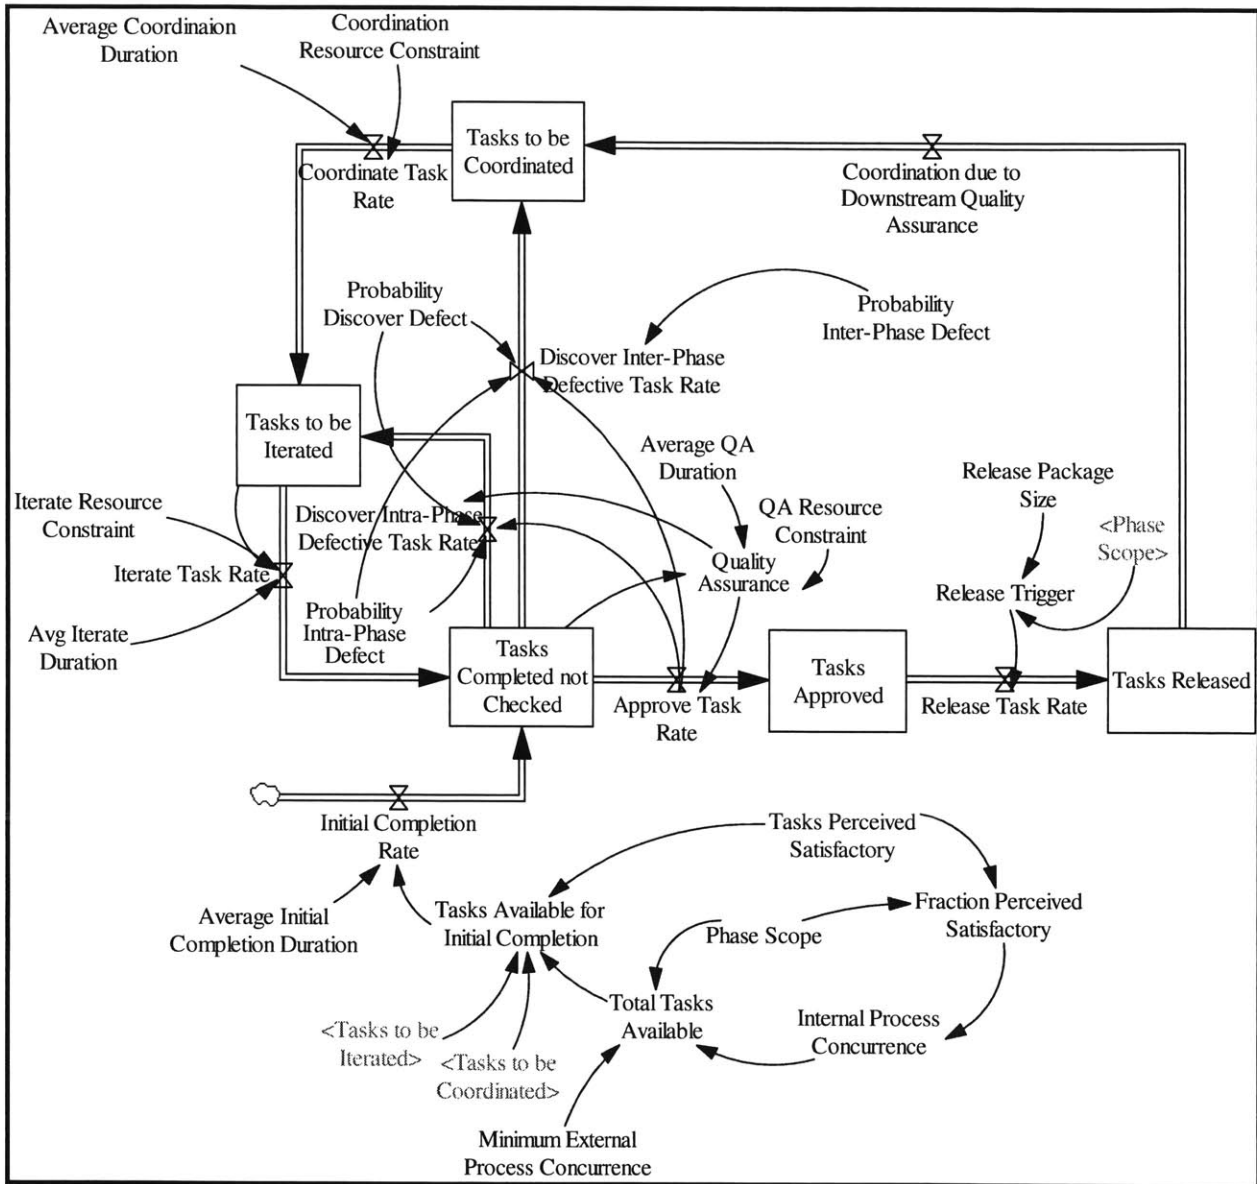 Average Coordinaion
Duration
Coordination
Resource Constraint
Tasks to be
Coordinated
Coordinate Task
Rate
Coordination due to
Downstream Quality
Assurance
Probability
Discover Defect
Probability
Inter-Phase Defect
Discover Inter-Phase
Defective Task Rate
Tasks to be
Iterated
Average QA
Duration
Release Package
Size
Iterate Resource
Constraint
Discover Intra-Phase
Defective Task Rate
QA Resource
Constraint
<Phase
Scope>
Iterate Task Rate
Quality
Assurance
Release Trigger
Avg Iterate
Duration
Probability
Intra-Phase
Defect
Tasks
Completed not
Checked
Approve Task
Rate
Tasks
Approved
Release Task Rate
Tasks Released
Initial Completion
Rate
Tasks Perceived
Satisfactory
Average Initial
Completion Duration
Tasks Available for
Initial Completion
Phase Scope
Fraction Perceived
Satisfactory
<Tasks to be
Iterated>
<Tasks to be
Coordinated>
Total Tasks
Available
Internal Process
Concurrence
Minimum External
Process Concurrence